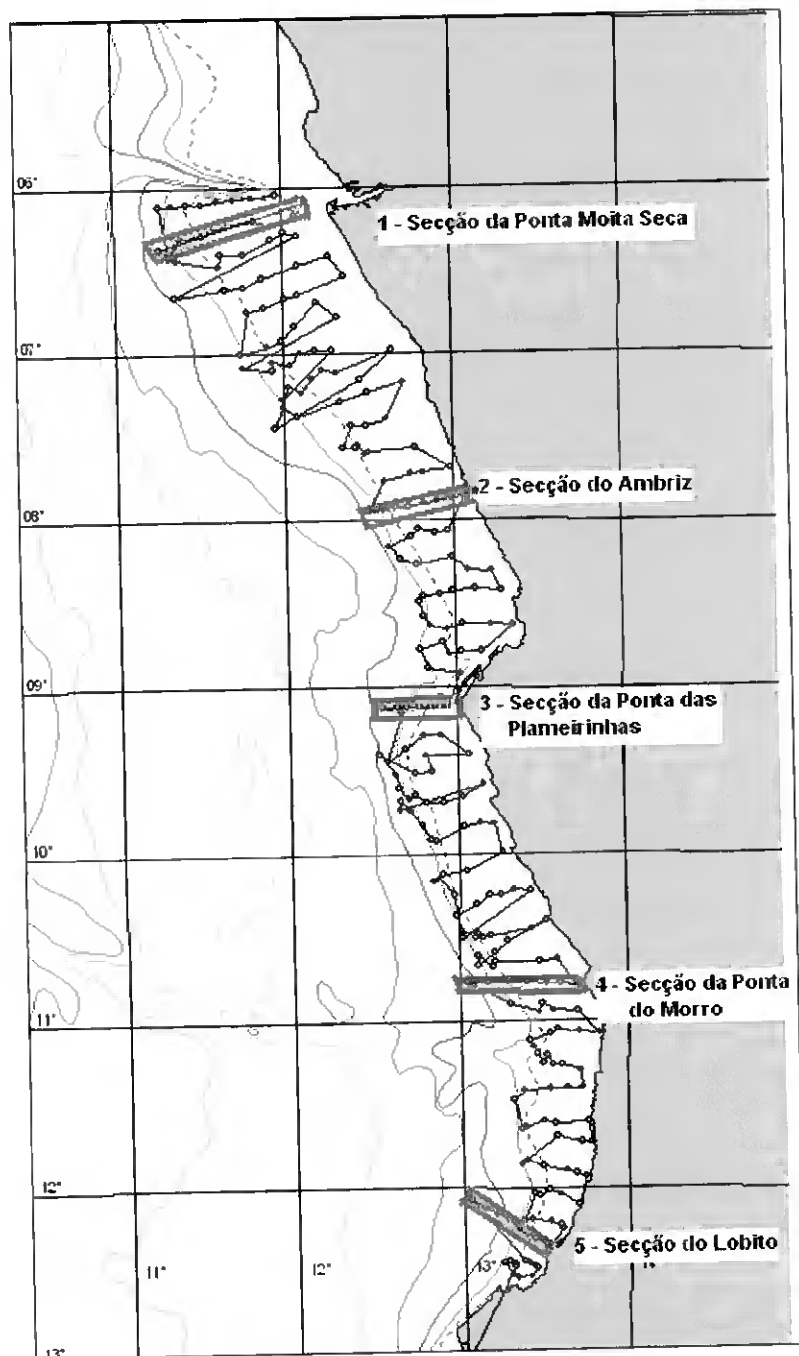 06°
1 - Secção da Ponta Moita Seca
07°
2 - Secção do Ambriz
08°
09°
3 - Secção da Ponta das
Plameirinhas
10°
4 - Secção da Ponta
do Morro
11°
12°
5 - Secção do Lobito
11°
12°
13°
13°